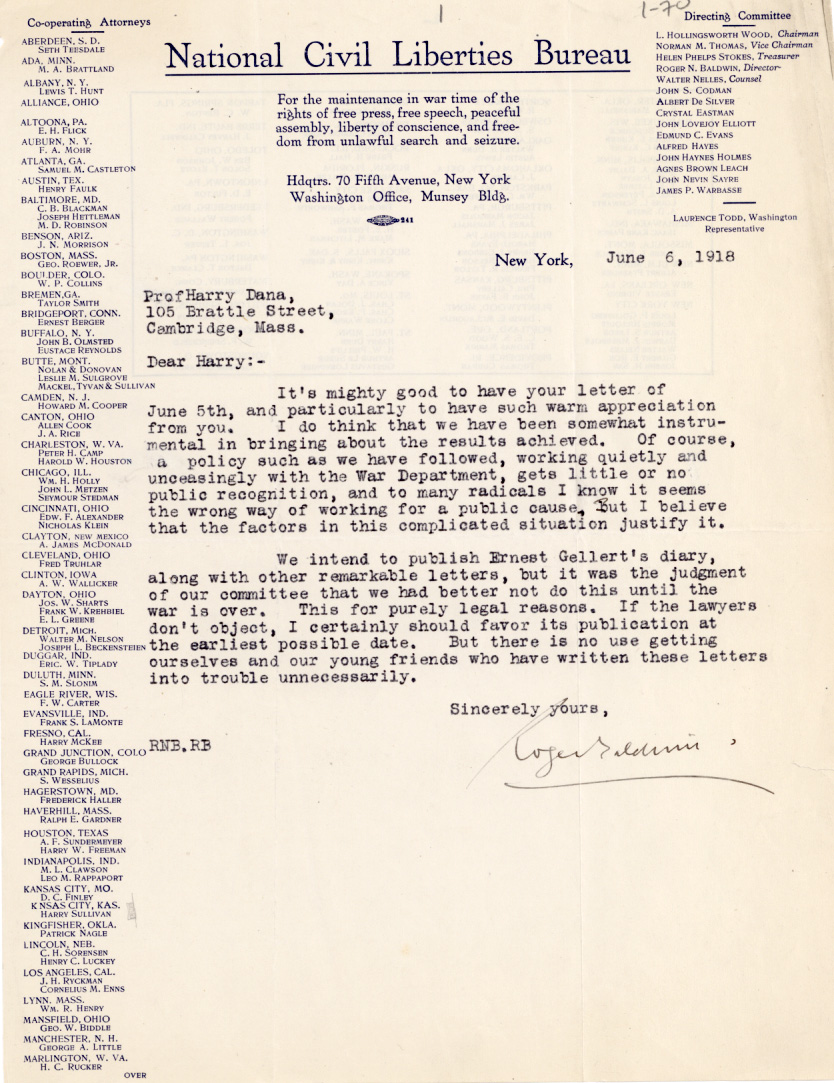 1
1-70
Co-operating Attorneys
ABERDEEN, S. D.
SETH TEESDALE
ADA, MINN.
M. A. BRATTLAND
ALBANY, N. Y.
LEWIS T. HUNT
ALLIANCE, OHIO
ALTOONA, PA.
E. H. FLICK
AUBURN, N. Y.
F. A. MOHR
ATLANTA, GA.
SAMUEL M. CASTLETON
AUSTIN, TEX.
HENRY FAULK
BALTIMORE, MD.
C. B. BLACKMAN
JOSEPH HETTLEMAN
M. D. ROBINSON
BENSON, ARIZ.
J. N. MORRISON
BOSTON, MASS.
GEO. ROEWER, JR.
BOULDER, COLO.
W. P. COLLINS
BREMEN, GA.
TAYLOR SMITH
BRIDGEPORT, CONN.
ERNEST BERGER
BUFFALO, N. Y.
JOHN B. OLMSTED
EUSTACE REYNOLDS
BUTTE, MONT.
NOLAN & DONOVAN
LESLIE M. SULGROVE
MACKEL, TYVAN & SULLIVAN
CAMDEN, N. J.
HOWARD M. COOPER
CANTON, OHIO
ALLEN COOK
J. A. RICE
CHARLESTON, W. VA.
PETER H. CAMP
HAROLD W. HOUSTON
CHICAGO, ILL.
WM. H. HOLLY
JOHN L. METZEN
SEYMOUR STEDMAN
CINCINNATI, OHIO
EDW. F. ALEXANDER
NICHOLAS KLEIN
CLAYTON, NEW MEXICO
A. JAMES McDONALD
CLEVELAND, OHIO
FRED TRUHLAR
CLINTON, IOWA
A. W. WALLICKER
DAYTON, OHIO
JOS. W. SHARTS
FRANK W. KREHBIEL
E. L. GREENE
DETROIT, MICH.
WALTER M. NELSON
JOSEPH L. BECKENSTEIEN
DUGGAR, IND.
ERIC. W. TIPLADY
DULUTH, MINN.
S. M. SLONIM
EAGLE RIVER, WIS.
F. W. CARTER
EVANSVILLE, IND.
FRANK S. LaMONTE
FRESNO, CAL.
HARRY McKEE
GRAND JUNCTION, COLO
GEORGE BULLOCK
GRAND RAPIDS, MICH.
S. WESSELIUS
HAGERSTOWN, MD.
FREDERICK HALLER
HAVERHILL, MASS.
RALPH E. GARDNER
HOUSTON, TEXAS
A. F. SUNDERMEYER
HARRY W. FREEMAN
INDIANAPOLIS, IND.
M. L. CLAWSON
LEO M. RAPPAPORT
KANSAS CITY, MO.
D. C. FINLEY
K NSAS CITY, KAS.
HARRY SULLIVAN
KINGFISHER, OKLA.
PATRICK NAGLE
LINCOLN, NEB.
C. H. SORENSEN
HENRY C. LUCKEY
LOS ANGELES, CAL.
J. H. RYCKMAN
CORNELIUS M. ENNS
LYNN, MASS.
WM. R. HENRY
MANSFIELD, OHIO
GEO. W. BIDDLE
MANCHESTER, N. H.
GEORGE A. LITTLE
MARLINGTON, W. VA.
H. C. RUCKER
OVER
National Civil Liberties Bureau
For the maintenance in war time of the
rights of free press, free speech, peaceful
assembly, liberty of conscience, and free-
dom from unlawful search and seizure.
Hdqtrs. 70 Fifth Avenue, New York
Washington Office, Munsey Bldg.
241
Directing Committee
L. HOLLINGSWORTH WOOD, Chairman
NORMAN M. THOMAS, Vice Chairman
HELEN PHELPS STOKES, Treasurer
ROGER N. BALDWIN, Director
WALTER NELLES, Counsel
JOHN S. CODMAN
ALBERT DE SILVER
CRYSTAL EASTMAN
JOHN LOVEJOY ELLIOTT
EDMUND C. EVANS
ALFRED HAYES
JOHN HAYNES HOLMES
AGNES BROWN LEACH
JOHN NEVIN SAYRE
JAMES P. WARBASSE
LAURENCE TODD, Washington
Representative
New York, June 6, 1918
Prof Harry Dana,
105 Brattle Street,
Cambridge, Mass.
Dear Harry:-
It's mighty good to have your letter of
June 5th, and particularly to have such warm appreciation
from you. I do think that we have been somewhat instru-
mental in bringing about the results achieved. Of course,
a policy such as we have followed, working quietly and
unceasingly with the War Department, gets little or no
public recognition, and to many radicals I know it seems
the wrong way of working for a public cause, But I believe
that the factors in this complicated situation justify it.
We intend to publish Ernest Gellert's diary,
along with other remarkable letters, but it was the judgment
of our committee that we had better not do this until the
war is over. This for purely legal reasons. If the lawyers
don't object, I certainly should favor its publication at
the earliest possible date. But there is no use getting
ourselves and our young friends who have written these letters
into trouble unnecessarily.
Sincerely yours,
RNB.RB
Roger Baldwin